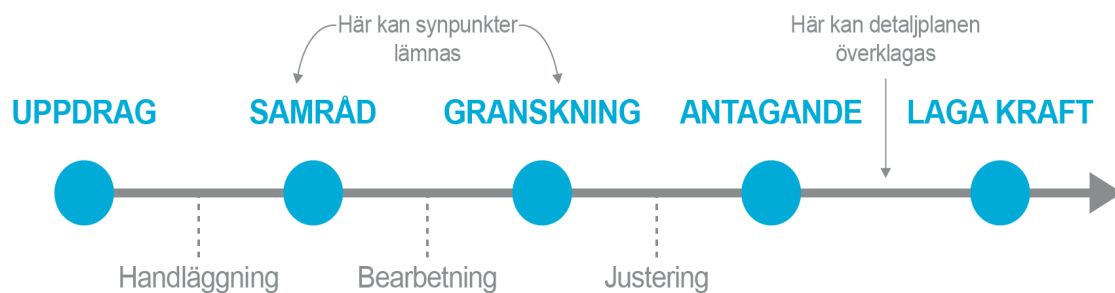 Här kan synpunkter
lämnas
Här kan detaljplanen
överklagas
UPPDRAG
SAMRÅD
GRANSKNING
ANTAGANDE
LAGA KRAFT
Handläggning
Bearbetning
Justering